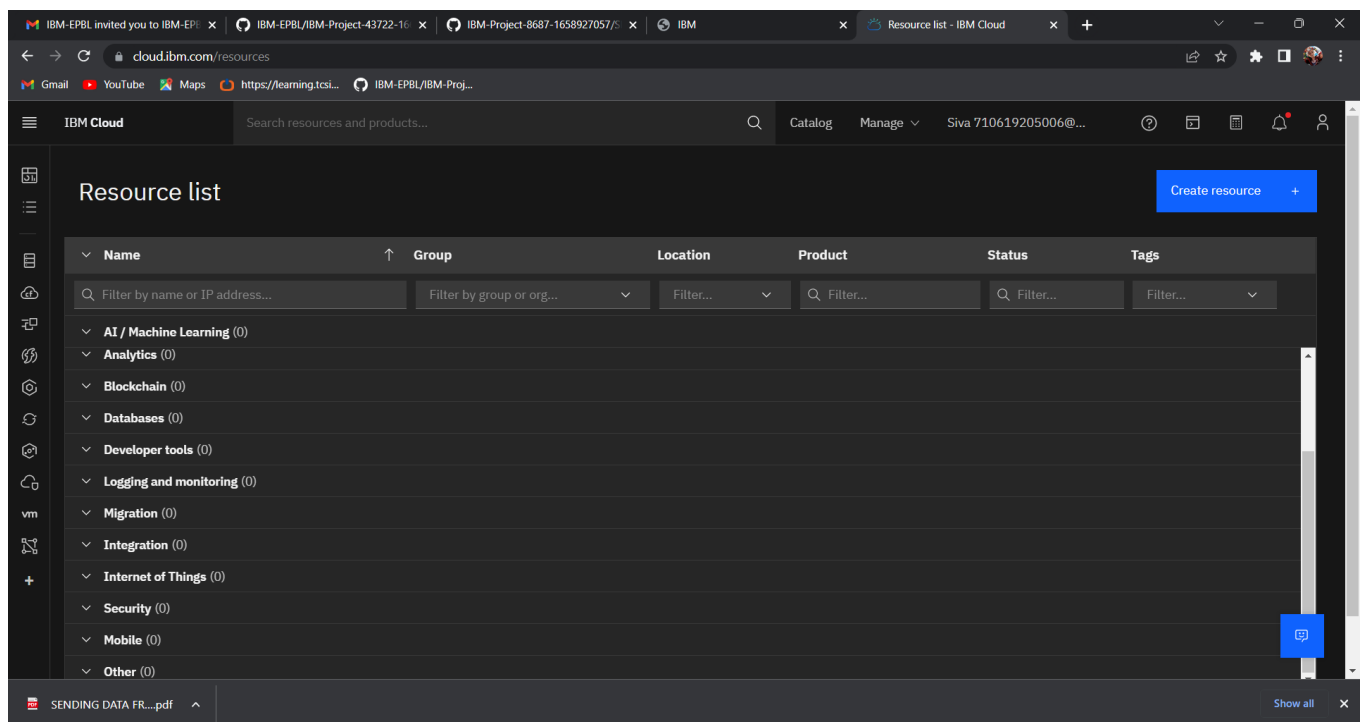 IBM-EPBL invited you to IBM-EPE
IBM-EPBL/IBM-Project-43722-16
IBM-Project-8687-1658927057/S
IBM
Resource list - IBM Cloud
cloud.ibm.com/resources
Gmail YouTube Maps https://learning.tcsi... IBM-EPBL/IBM-Proj...
IBM Cloud Search resources and products... Catalog Manage Siva 710619205006@...
Resource list
Create resource +
Name Group Location Product Status Tags
Filter by name or IP address... Filter by group or org... Filter... Filter... Filter... Filter...
AI / Machine Learning (0)
Analytics (0)
Blockchain (0)
Databases (0)
Developer tools (0)
Logging and monitoring (0)
vm
Migration (0)
Integration (0)
Internet of Things (0)
Security (0)
Mobile (0)
Other (0)
SENDING DATA FR....pdf
Show all